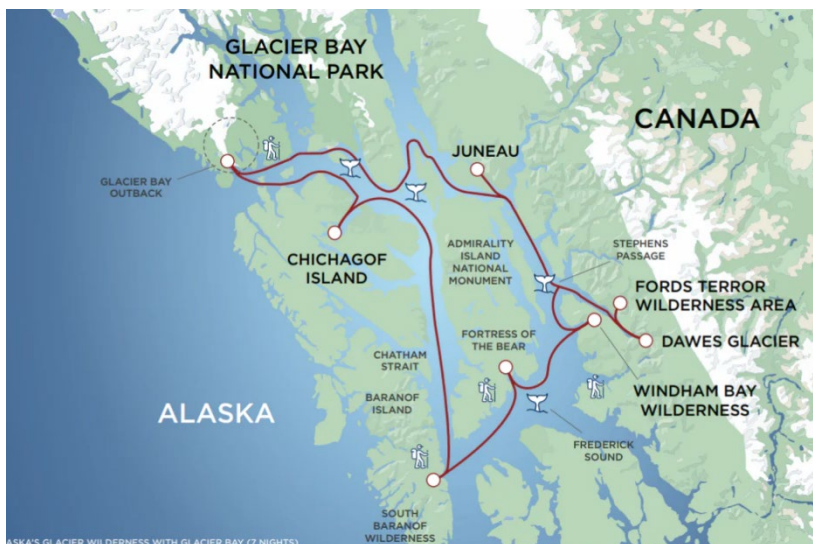 GLACIER BAY
NATIONAL PARK
CANADA
JUNEAU
GLACIER BAY
OUTBACK
CHICHAGOF
ISLAND
ADMIRALITY
ISLAND
NATIONAL
MONUMENT
STEPHENS
PASSAGE
FORDS TERROR
WILDERNESS AREA
DAWES GLACIER
FORTRESS OF
THE BEAR
CHATHAM
STRAIT
BARANOF
ISLAND
WINDHAM BAY
WILDERNESS
ALASKA
FREDERICK
SOUND
SOUTH
BARANOF
WILDERNESS
ASKA'S GLACIER WILDERNESS WITH GLACIER BAY (7 NIGHTS)